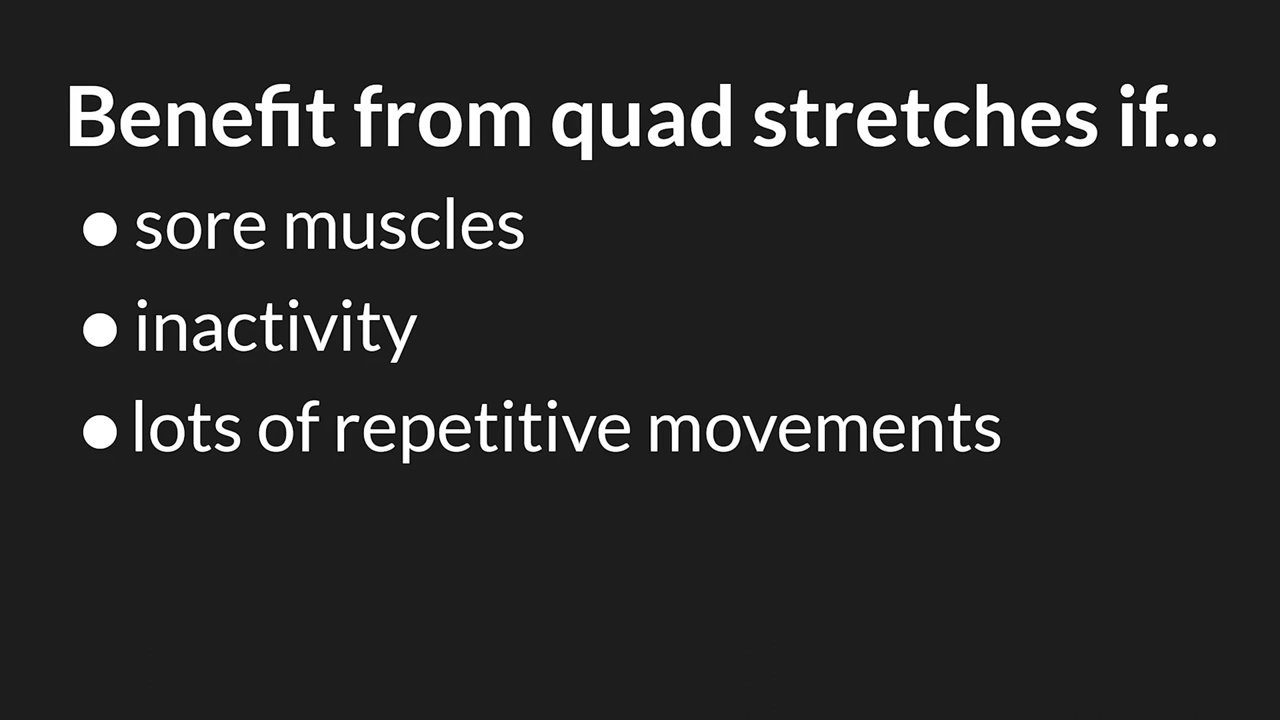 Benefit from quad stretches if...
● sore muscles
● inactivity
● lots of repetitive movements